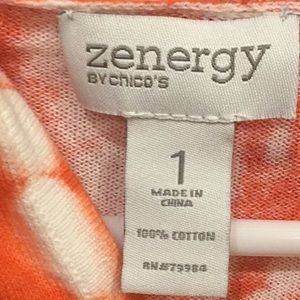 zenergy
BY CHICO'S
1
MADE IN
CHINA
100% COTTON
RN#79984